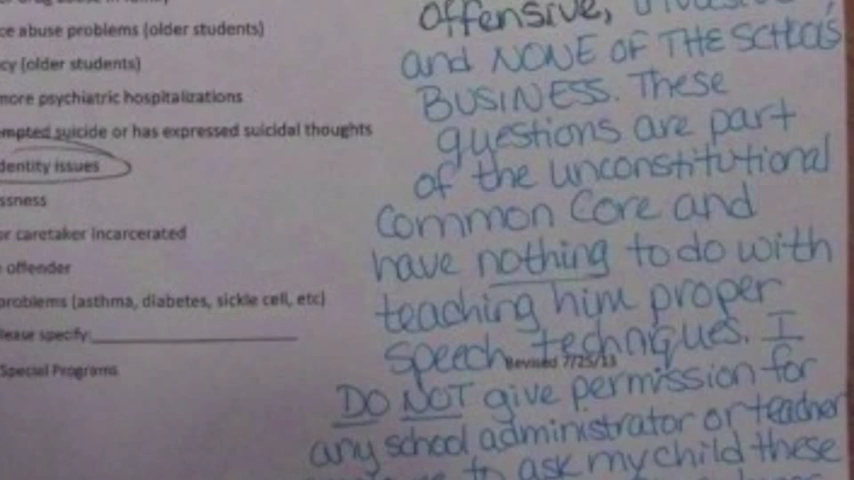 ce abuse problems (older students)
cy (older students)
more psychiatric hospitalizations
empted suicide or has expressed suicidal thoughts
dentity issues
ssness
or caretaker incarcerated
offender
problems (asthma, diabetes, sickle cell, etc)
lease specify:
Special Programs
Revised 7/25/13
offensive,
and NONE OF THE SCHOOL'S
BUSINESS. These
questions are part
of the unconstitutional
Common Core and
have nothing to do with
teaching him proper
speech techniques. I
DO NOT give permission for
any school administrator or teacher
to ask my child these